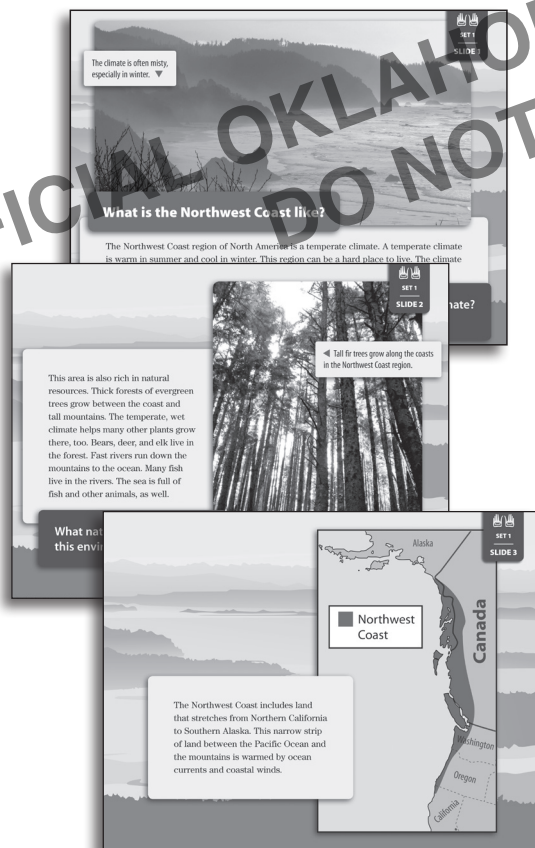 SET 1
SLIDE 1
The climate is often misty,
especially in winter. ▼
OFFICIAL OKLAHO
DO NOT
What is the Northwest Coast like?
The Northwest Coast region of North America is a temperate climate. A temperate climate
is warm in summer and cool in winter. This region can be a hard place to live. The climate
SET 1
SLIDE 2
◀ Tall fir trees grow along the coasts
in the Northwest Coast region.
This area is also rich in natural
resources. Thick forests of evergreen
trees grow between the coast and
tall mountains. The temperate, wet
climate helps many other plants grow
there, too. Bears, deer, and elk live in
the forest. Fast rivers run down the
mountains to the ocean. Many fish
live in the rivers. The sea is full of
fish and other animals, as well.
What nat
this envi
SET 1
SLIDE 3
Alaska
Northwest
Coast
Canada
Washington
Oregon
California
The Northwest Coast includes land
that stretches from Northern California
to Southern Alaska. This narrow strip
of land between the Pacific Ocean and
the mountains is warmed by ocean
currents and coastal winds.